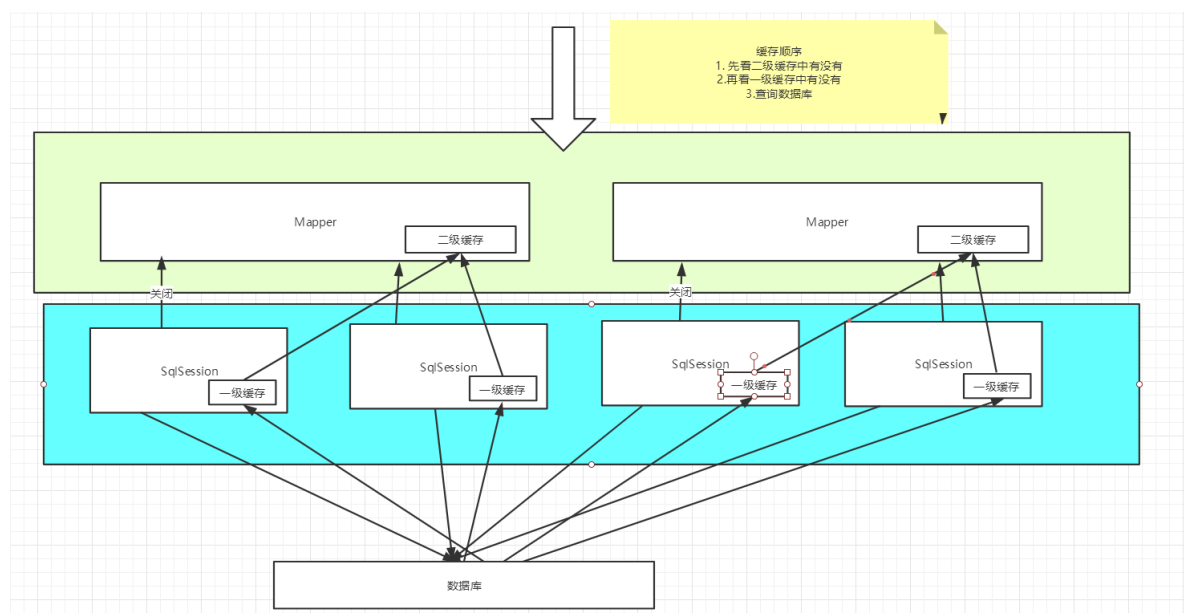 缓存顺序
1. 先看二级缓存中有没有
2.再看一级缓存中有没有
3.查询数据库
Mapper
二级缓存
Mapper
二级缓存
关闭
关闭
SqlSession
一级缓存
SqlSession
一级缓存
SqlSession
一级缓存
SqlSession
一级缓存
数据库